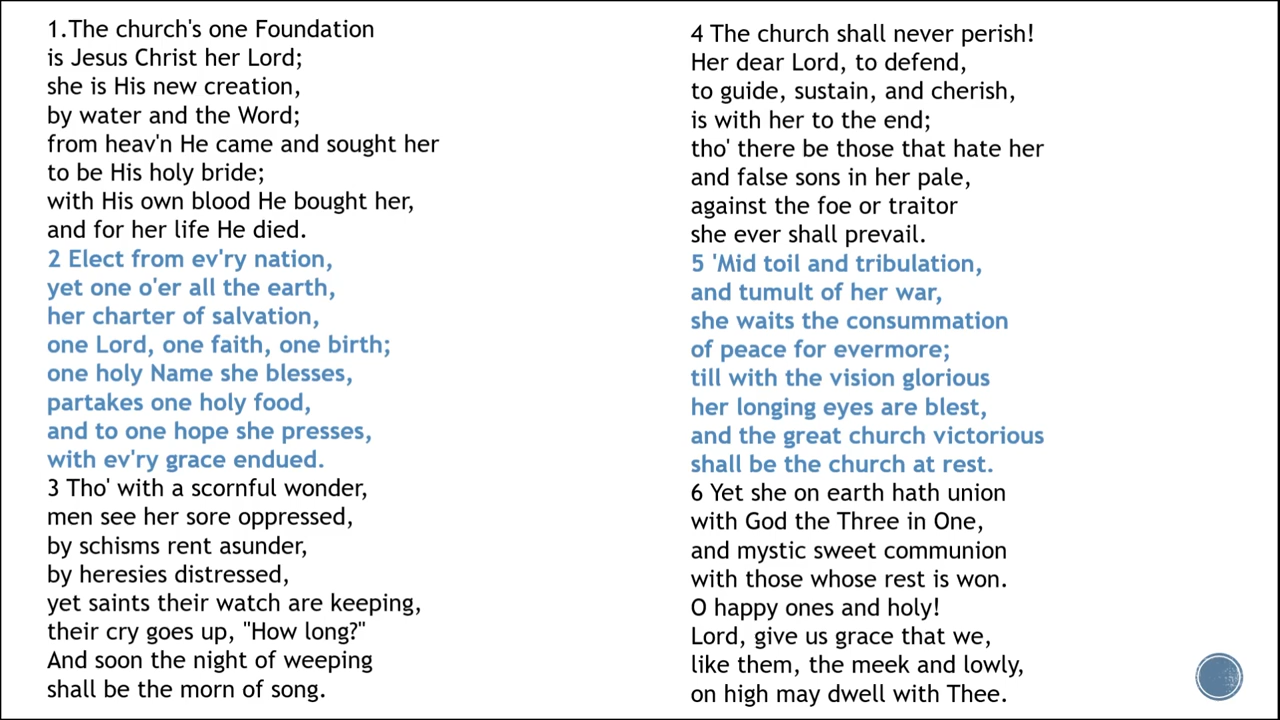 1.The church's one Foundation
is Jesus Christ her Lord;
she is His new creation,
by water and the Word;
from heav'n He came and sought her
to be His holy bride;
with His own blood He bought her,
and for her life He died.
2 Elect from ev'ry nation,
yet one o'er all the earth,
her charter of salvation,
one Lord, one faith, one birth;
one holy Name she blesses,
partakes one holy food,
and to one hope she presses,
with ev'ry grace endued.
3 Tho' with a scornful wonder,
men see her sore oppressed,
by schisms rent asunder,
by heresies distressed,
yet saints their watch are keeping,
their cry goes up, "How long?"
And soon the night of weeping
shall be the morn of song.
4 The church shall never perish!
Her dear Lord, to defend,
to guide, sustain, and cherish,
is with her to the end;
tho' there be those that hate her
and false sons in her pale,
against the foe or traitor
she ever shall prevail.
5 'Mid toil and tribulation,
and tumult of her war,
she waits the consummation
of peace for evermore;
till with the vision glorious
her longing eyes are blest,
and the great church victorious
shall be the church at rest.
6 Yet she on earth hath union
with God the Three in One,
and mystic sweet communion
with those whose rest is won.
O happy ones and holy!
Lord, give us grace that we,
like them, the meek and lowly,
on high may dwell with Thee.